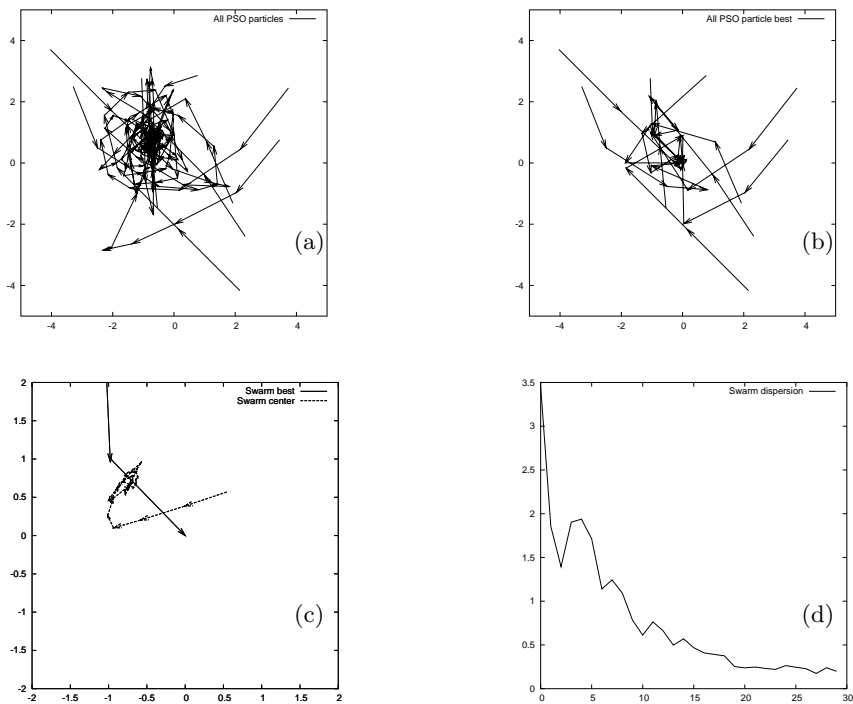 All PSO particles
4
2
0
-2
-4
-4 -2 0 2 4
(a)
All PSO particle best
4
2
0
-2
-4
-4 -2 0 2 4
(b)
Swarm best
Swarm center
2
1.5
1
0.5
0
-0.5
-1
-1.5
-2
-2 -1.5 -1 -0.5 0 0.5 1 1.5 2
(c)
Swarm dispersion
3.5
3
2.5
2
1.5
1
0.5
0
0 5 10 15 20 25 30
(d)